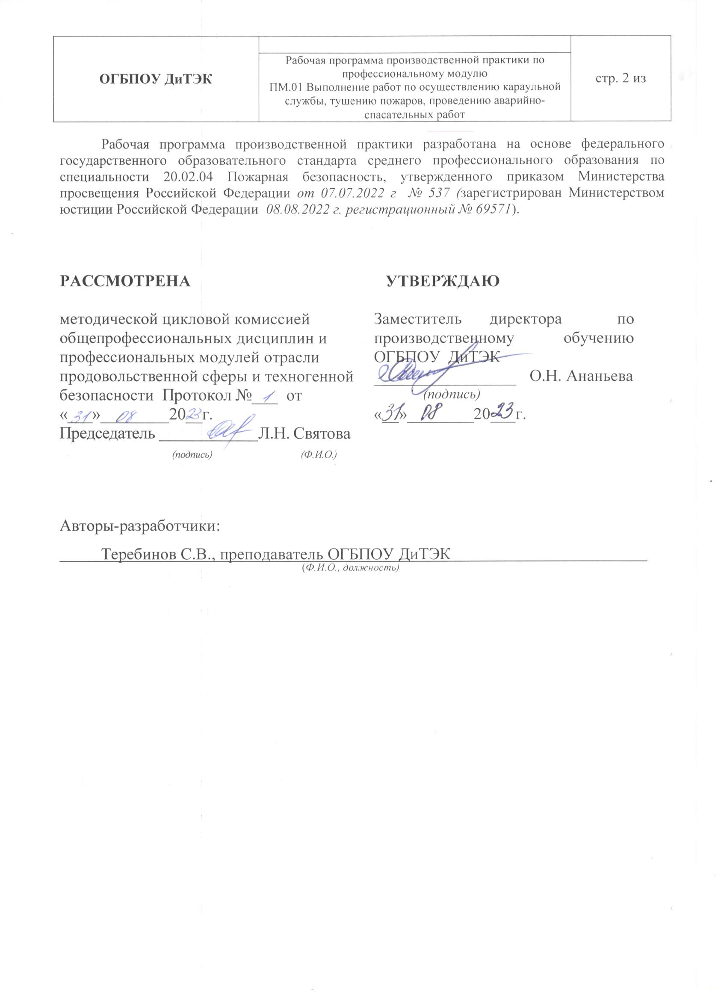 ОГБПОУ ДиТЭК
Рабочая программа производственной практики по
профессиональному модулю
ПМ.01 Выполнение работ по осуществлению караульной
службы, тушению пожаров, проведению аварийно-
спасательных работ
стр. 2 из
Рабочая программа производственной практики разработана на основе федерального
государственного образовательного стандарта среднего профессионального образования по
специальности 20.02.04 Пожарная безопасность, утвержденного приказом Министерства
просвещения Российской Федерации от 07.07.2022 г № 537 (зарегистрирован Министерством
юстиции Российской Федерации 08.08.2022 г. регистрационный № 69571).
РАССМОТРЕНА
методической цикловой комиссией
общепрофессиональных дисциплин и
профессиональных модулей отрасли
продовольственной сферы и техногенной
безопасности Протокол № 1 от
«31» 08 2023г.
Председатель Л.Н. Святова
(подпись) (Ф.И.О.)
УТВЕРЖДАЮ
Заместитель директора по
производственному обучению
ОГБПОУ ДиТЭК
О.Н. Ананьева
(подпись)
«31» 08 2023г.
Авторы-разработчики:
Теребинов С.В., преподаватель ОГБПОУ ДиТЭК
(Ф.И.О., должность)